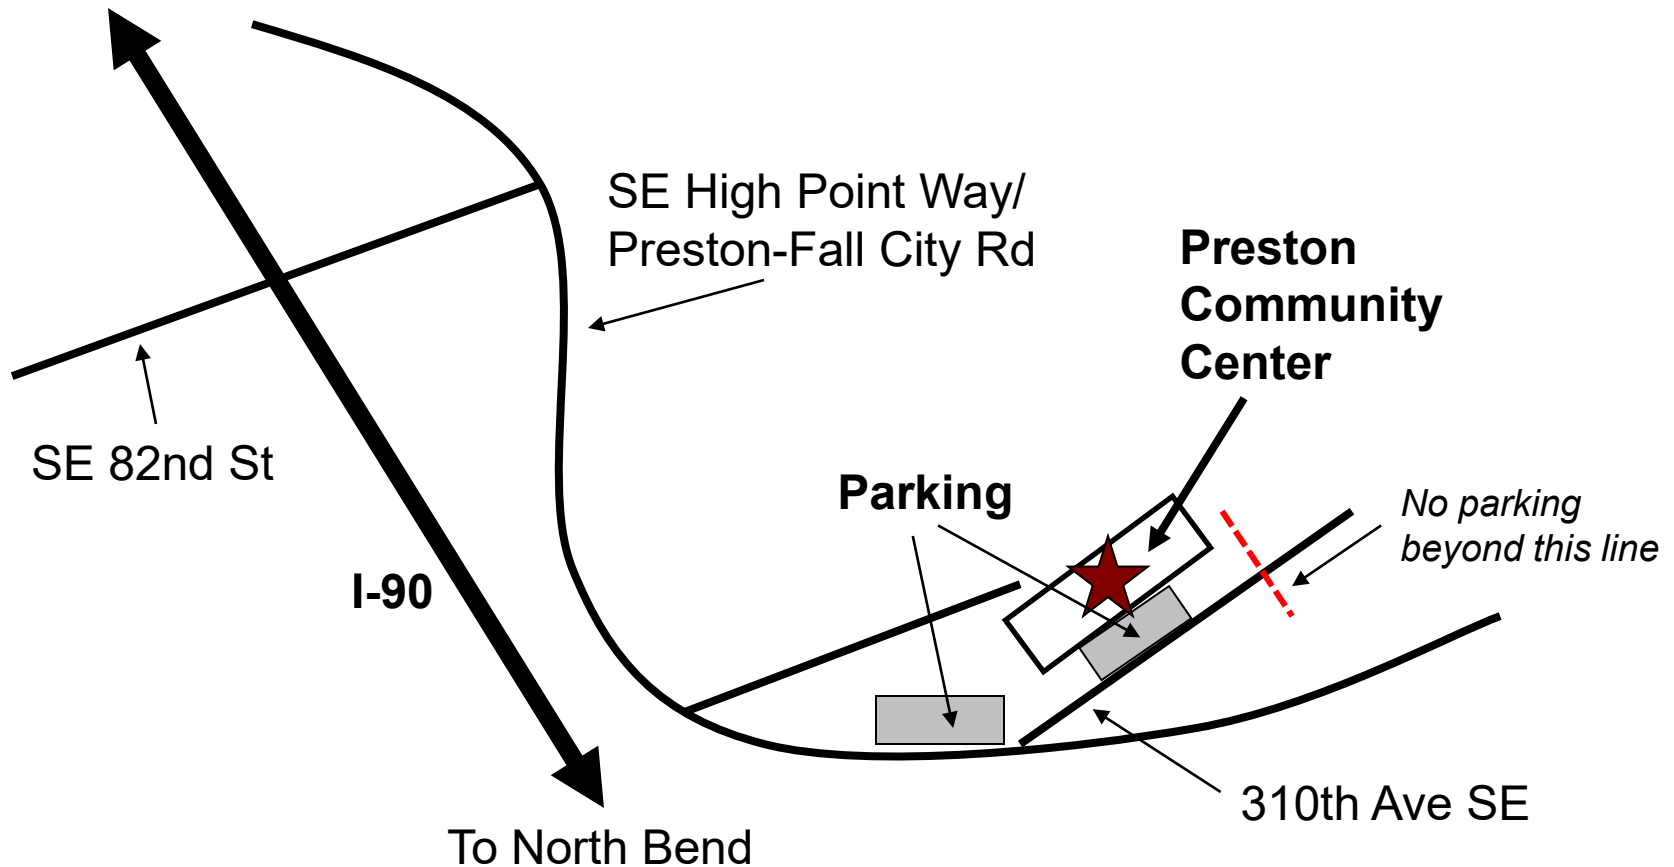 SE High Point Way/
Preston-Fall City Rd
Preston
Community
Center
SE 82nd St
Parking
No parking
beyond this line
I-90
310th Ave SE
To North Bend